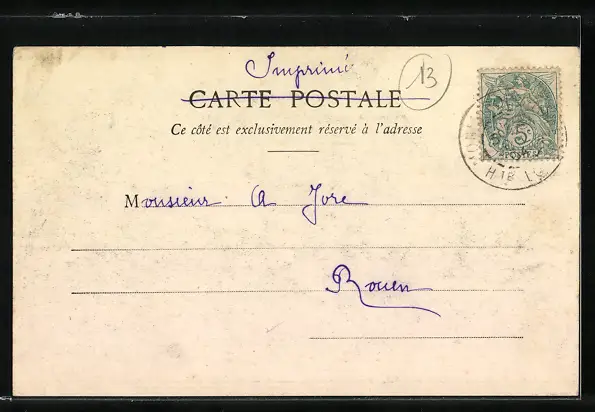 Imprimé
13
CARTE POSTALE
Ce côté est exclusivement réservé à l'adresse
Monsieur A Jore
Rouen